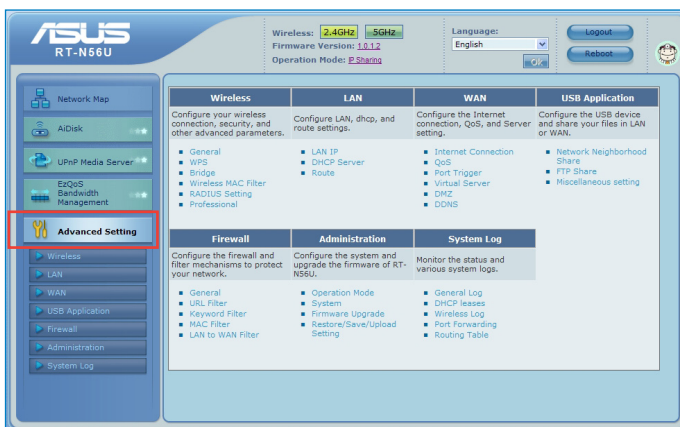 ASUS
RT-N56U
Wireless: 2.4GHz 5GHz
Firmware Version: 1.0.1.2
Operation Mode: IP Sharing
Language:
English
OK
Logout
Reboot
Network Map
AiDisk
UPnP Media Server
EzQoS
Bandwidth
Management
Advanced Setting
Wireless
LAN
WAN
USB Application
Firewall
Administration
System Log
Wireless
Configure your wireless
connection, security, and
other advanced parameters.
General
WPS
Bridge
Wireless MAC Filter
RADIUS Setting
Professional
LAN
Configure LAN, dhcp, and
route settings.
LAN IP
DHCP Server
Route
WAN
Configure the Internet
connection, QoS, and Server
setting.
Internet Connection
QoS
Port Trigger
Virtual Server
DMZ
DDNS
USB Application
Configure the USB device
and share your files in LAN
or WAN.
Network Neighborhood
Share
FTP Share
Miscellaneous setting
Firewall
Configure the firewall and
filter mechanisms to protect
your network.
General
URL Filter
Keyword Filter
MAC Filter
LAN to WAN Filter
Administration
Configure the system and
upgrade the firmware of RT-
N56U.
Operation Mode
System
Firmware Upgrade
Restore/Save/Upload
Setting
System Log
Monitor the status and
various system logs.
General Log
DHCP leases
Wireless Log
Port Forwarding
Routing Table